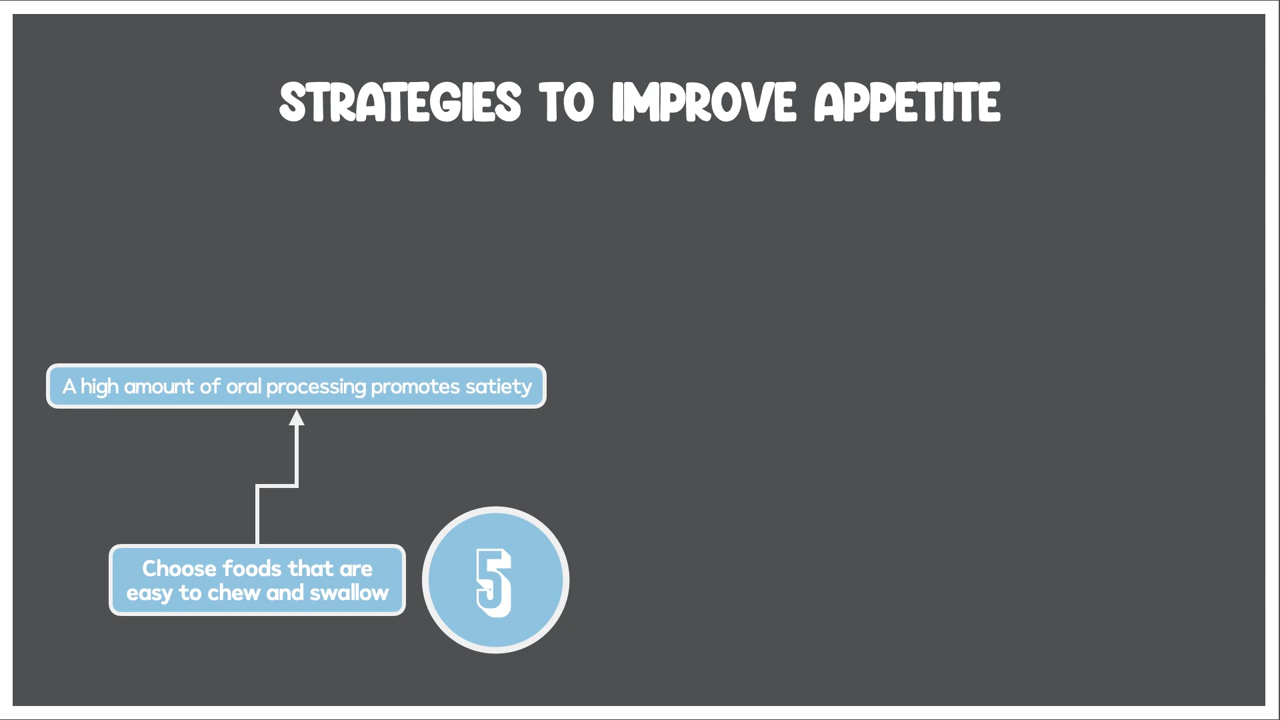 STRATEGIES TO IMPROVE APPETITE
A high amount of oral processing promotes satiety
Choose foods that are
easy to chew and swallow
5